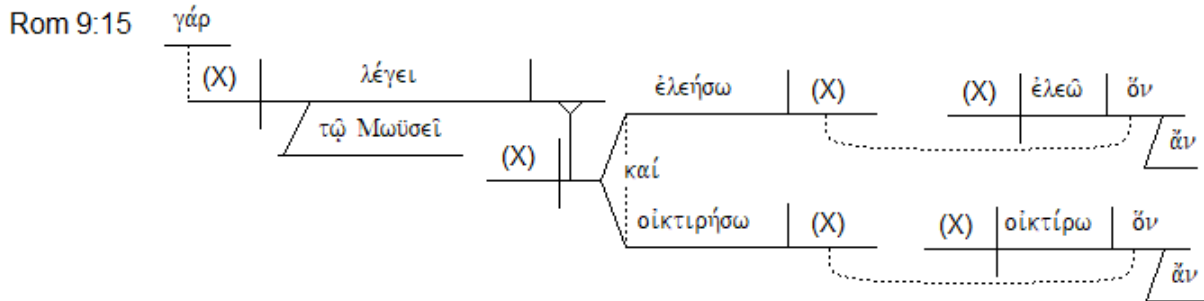 Rom 9:15
γάρ
(X) λέγει
τῷ Μωϋσεῖ
(X)
ἐλεήσω (X) (X) ἐλεῶ ὅν
ἄν
καί
οἰκτιρήσω (X) (X) οἰκτίρω ὅν
ἄν